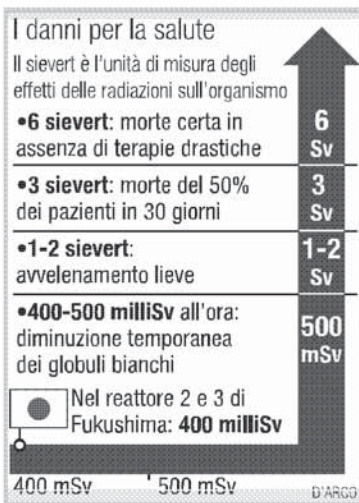 I danni per la salute
Il sievert è l'unità di misura degli
effetti delle radiazioni sull'organismo
•6 sievert: morte certa in
assenza di terapie drastiche
6
Sv
•3 sievert: morte del 50%
dei pazienti in 30 giorni
3
Sv
•1-2 sievert:
avvelenamento lieve
1-2
Sv
•400-500 milliSv all'ora:
diminuzione temporanea
dei globuli bianchi
500
mSv
Nel reattore 2 e 3 di
Fukushima: 400 milliSv
400 mSv
500 mSv
D'ARCO